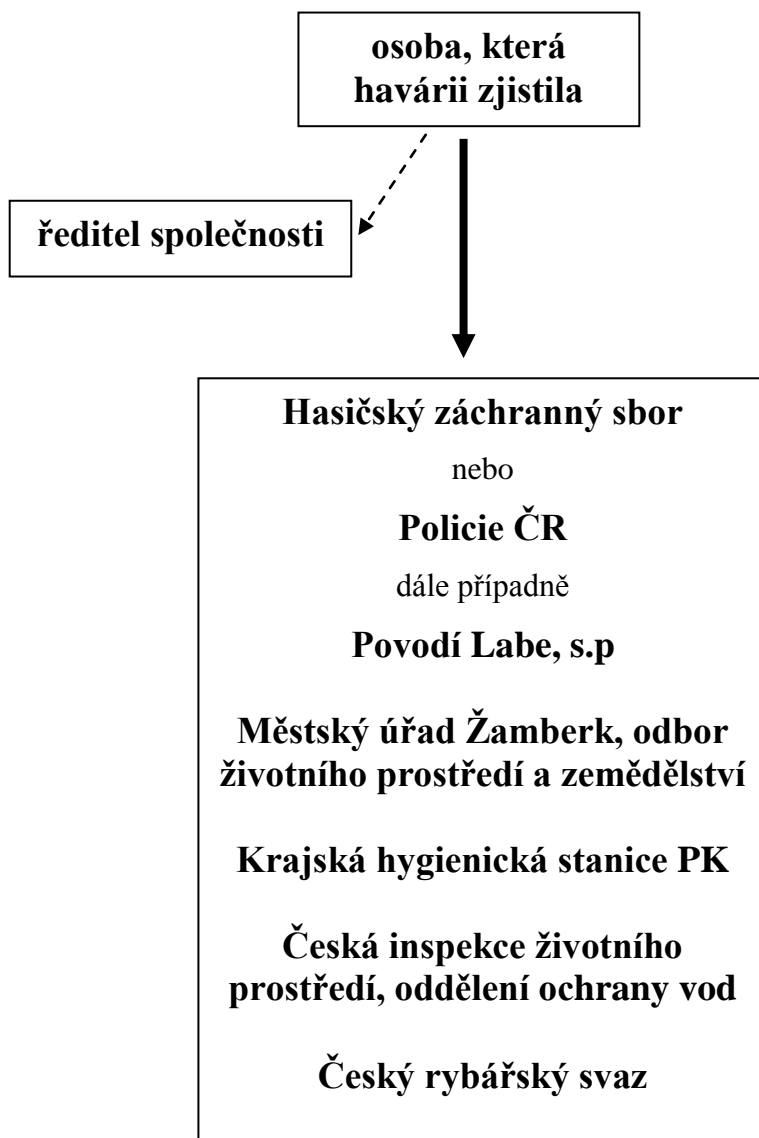 osoba, která
havárii zjistila
ředitel společnosti
Hasičský záchranný sbor
nebo
Policie ČR
dále případně
Povodí Labe, s.p
Městský úřad Žamberk, odbor
životního prostředí a zemědělství
Krajská hygienická stanice PK
Česká inspekce životního
prostředí, oddělení ochrany vod
Český rybářský svaz